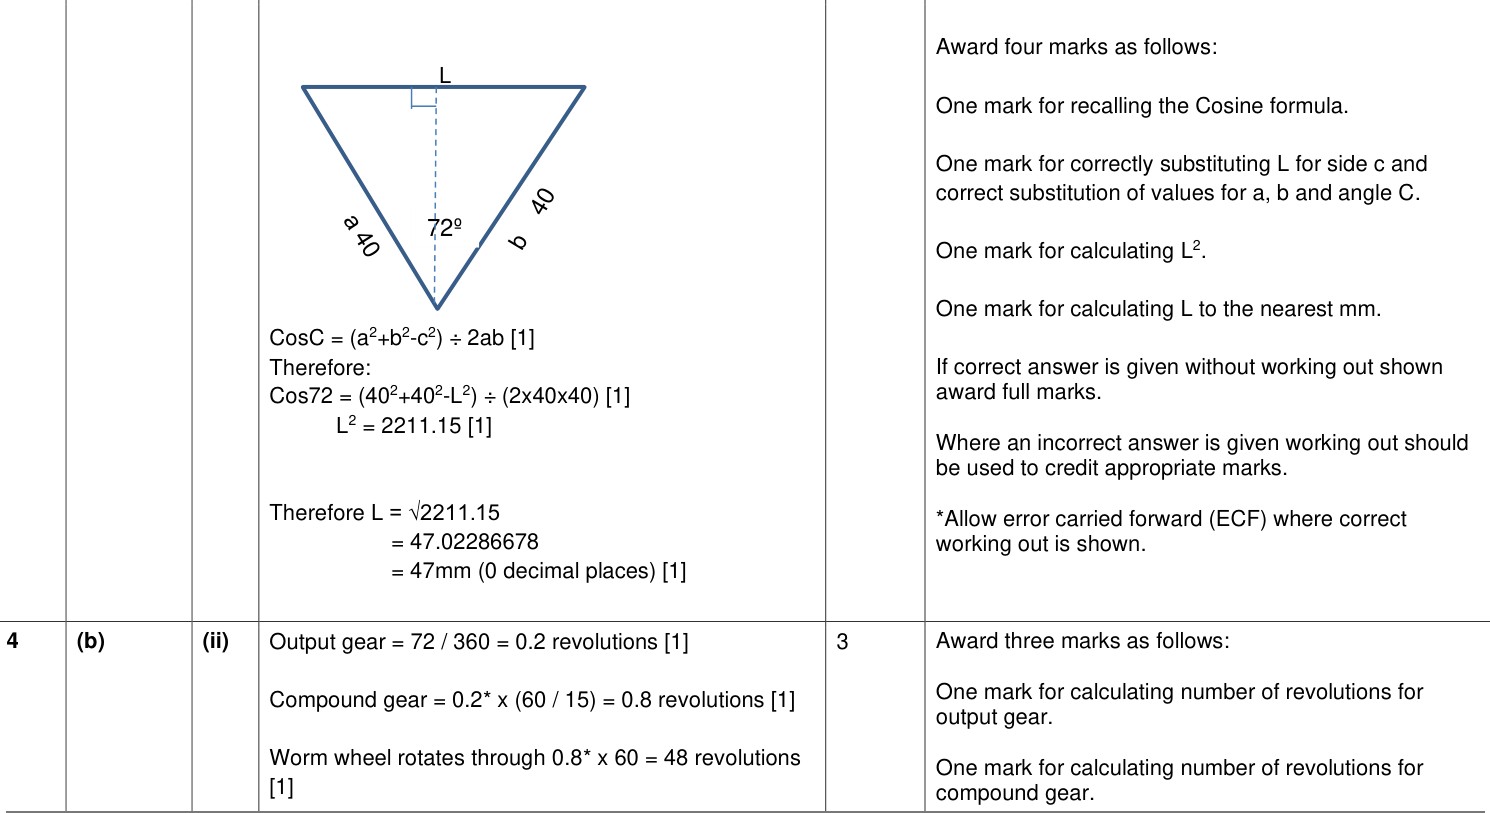 L
a 40
72º
b 40
CosC = (a²+b²-c²) ÷ 2ab [1]
Therefore:
Cos72 = (40²+40²-L²) ÷ (2x40x40) [1]
L² = 2211.15 [1]
Therefore L = √2211.15
= 47.02286678
= 47mm (0 decimal places) [1]
Award four marks as follows:
One mark for recalling the Cosine formula.
One mark for correctly substituting L for side c and
correct substitution of values for a, b and angle C.
One mark for calculating L².
One mark for calculating L to the nearest mm.
If correct answer is given without working out shown
award full marks.
Where an incorrect answer is given working out should
be used to credit appropriate marks.
*Allow error carried forward (ECF) where correct
working out is shown.
4 (b) (ii)
Output gear = 72 / 360 = 0.2 revolutions [1]
Compound gear = 0.2* x (60 / 15) = 0.8 revolutions [1]
Worm wheel rotates through 0.8* x 60 = 48 revolutions
[1]
3
Award three marks as follows:
One mark for calculating number of revolutions for
output gear.
One mark for calculating number of revolutions for
compound gear.